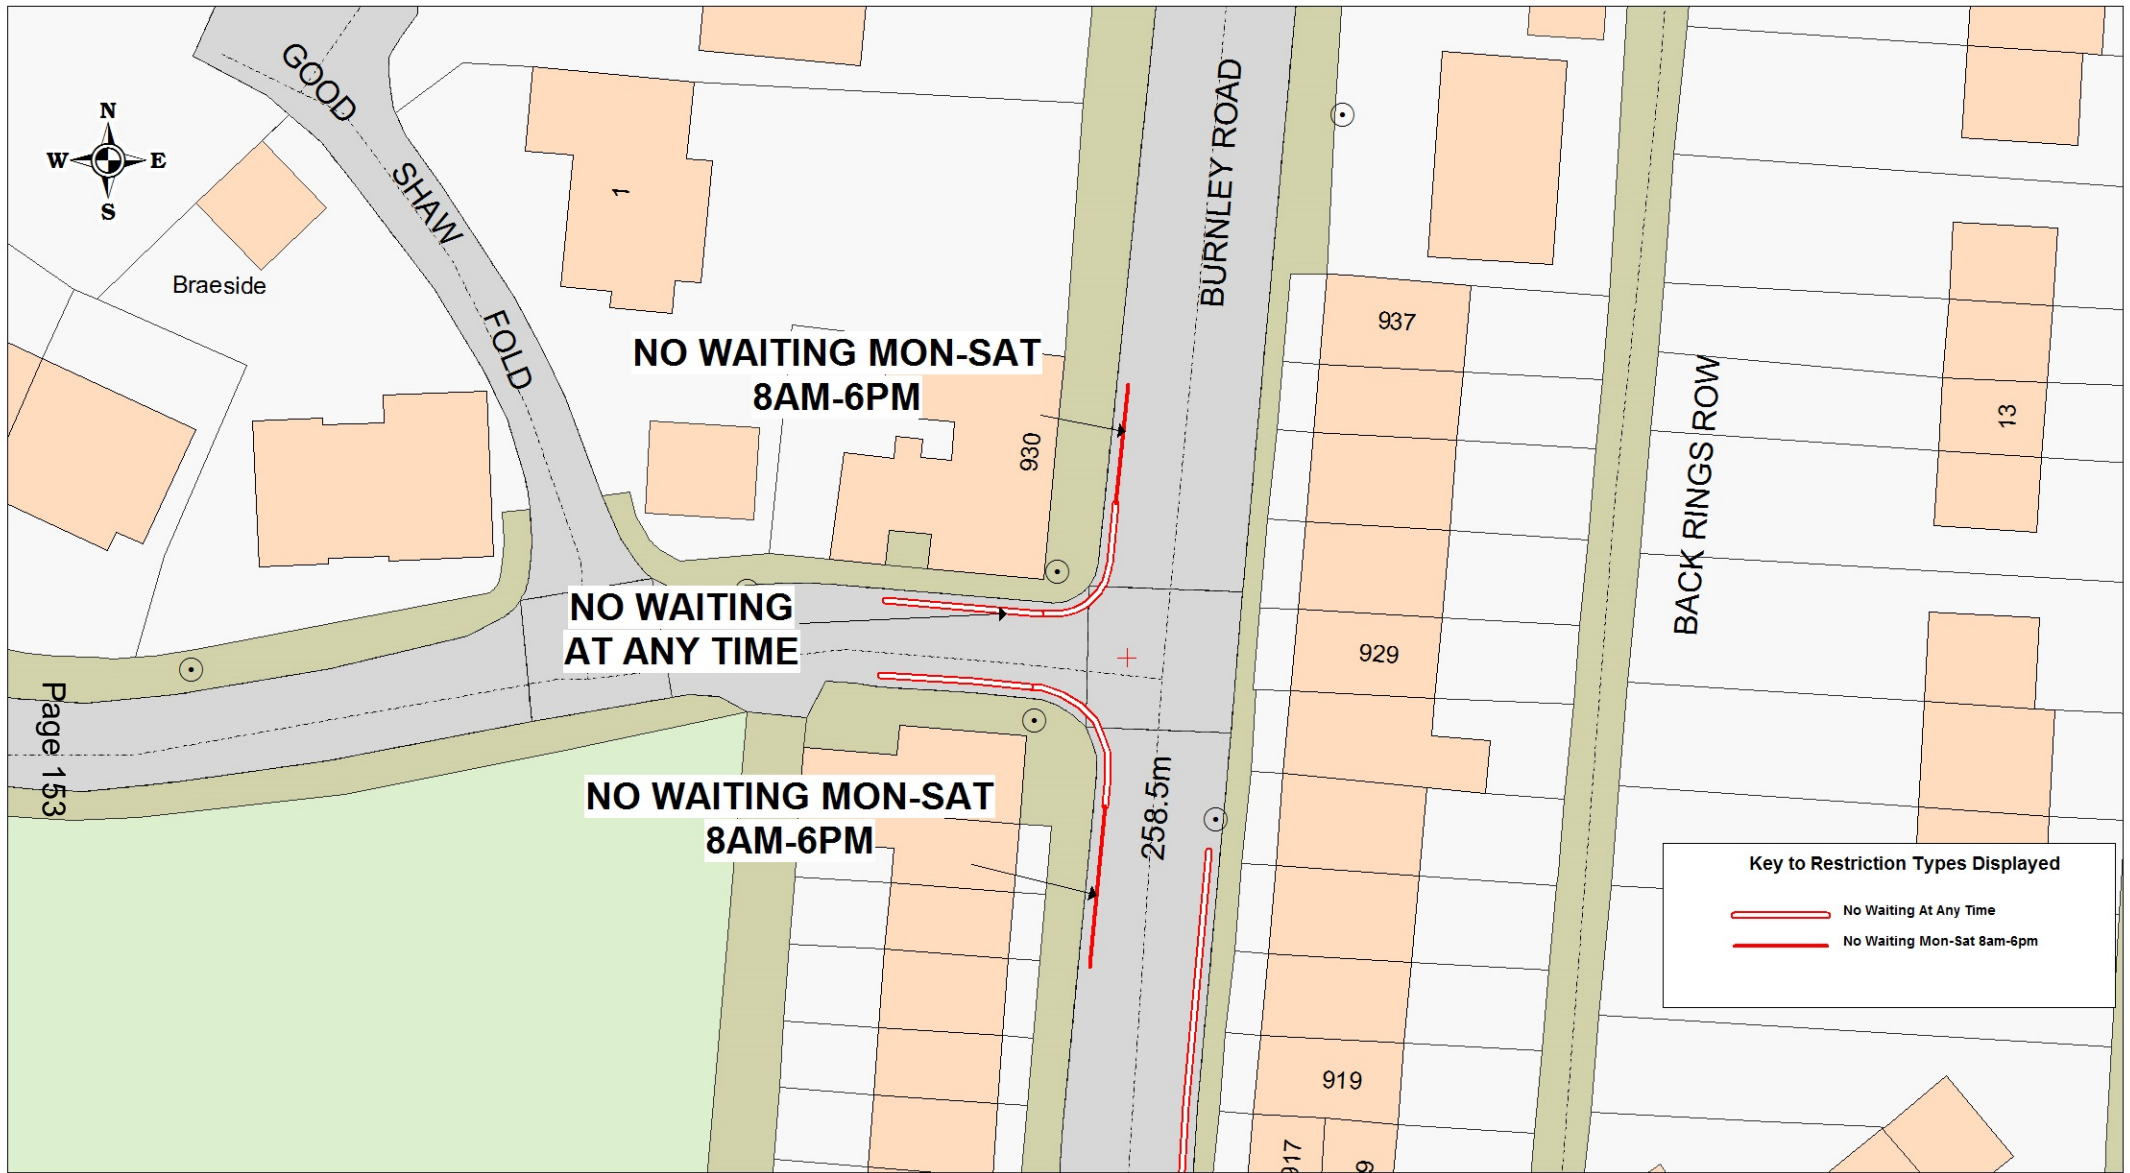 GOOD
SHAW
FOLD
N
W
E
S
Braeside
1
BURNLEY ROAD
937
NO WAITING MON-SAT
8AM-6PM
930
BACK RINGS ROW
13
NO WAITING
AT ANY TIME
929
Page 153
NO WAITING MON-SAT
8AM-6PM
258.5m
Key to Restriction Types Displayed
No Waiting At Any Time
No Waiting Mon-Sat 8am-6pm
919
917
9